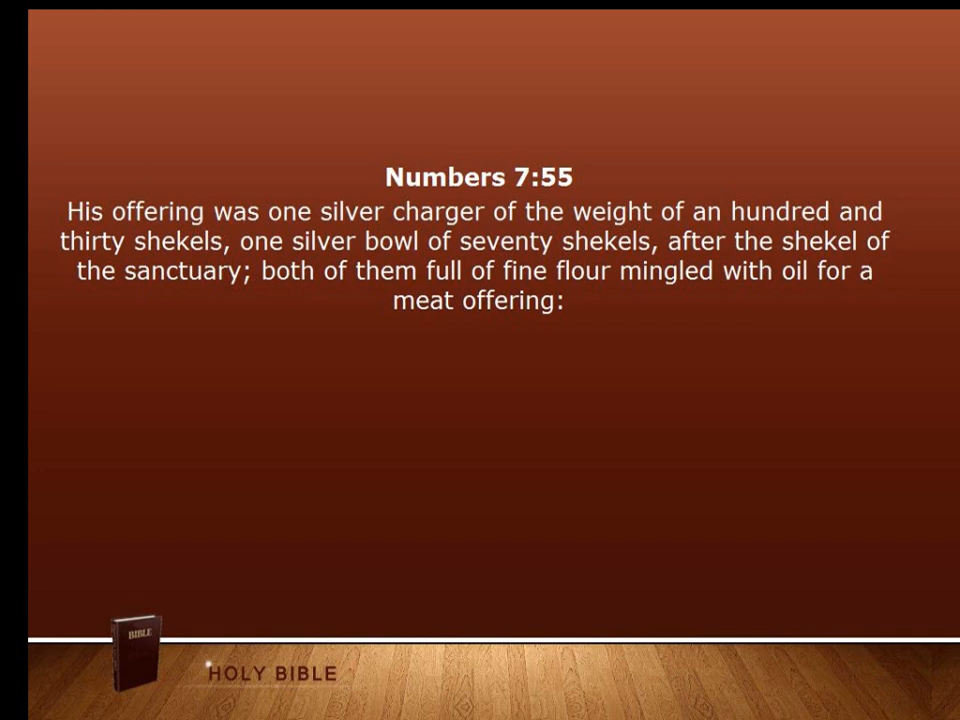 Numbers 7:55
His offering was one silver charger of the weight of an hundred and
thirty shekels, one silver bowl of seventy shekels, after the shekel of
the sanctuary; both of them full of fine flour mingled with oil for a
meat offering:
BIBLE
HOLY BIBLE